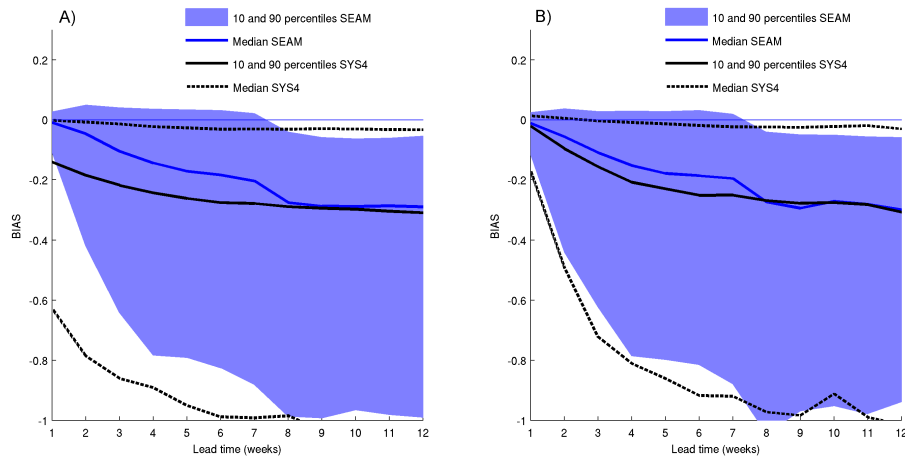 A)
10 and 90 percentiles SEAM
Median SEAM
10 and 90 percentiles SYS4
Median SYS4
0.2
0
-0.2
-0.4
-0.6
-0.8
-1
BIAS
1 2 3 4 5 6 7 8 9 10 11 12
Lead time (weeks)
B)
10 and 90 percentiles SEAM
Median SEAM
10 and 90 percentiles SYS4
Median SYS4
0.2
0
-0.2
-0.4
-0.6
-0.8
-1
BIAS
1 2 3 4 5 6 7 8 9 10 11 12
Lead time (weeks)